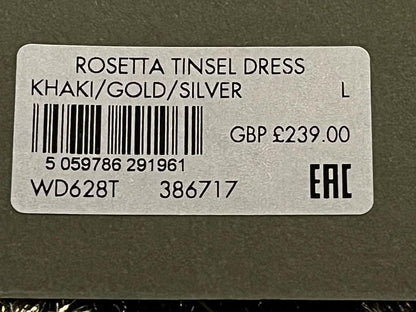 ROSETTA TINSEL DRESS
KHAKI/GOLD/SILVER L
GBP £239.00
5 059786 291961
WD628T 386717
EAC